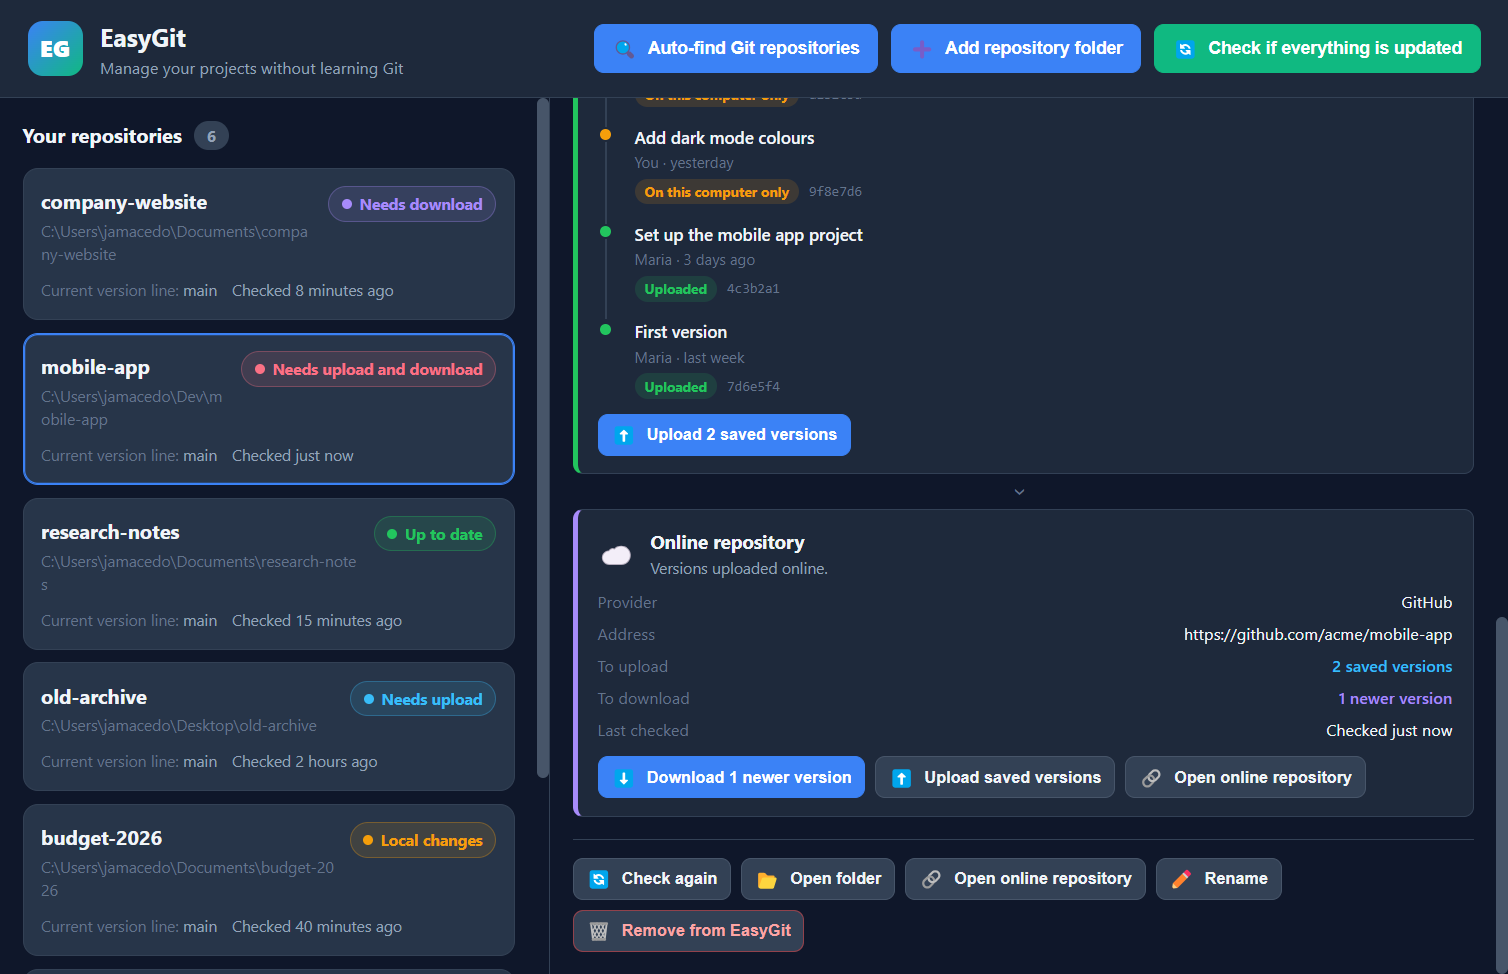 EG
EasyGit
Manage your projects without learning Git
Auto-find Git repositories
Add repository folder
Check if everything is updated
Your repositories 6
company-website
Needs download
C:\Users\jamacedo\Documents\compa
ny-website
Current version line: main Checked 8 minutes ago
mobile-app
Needs upload and download
C:\Users\jamacedo\Dev\m
obile-app
Current version line: main Checked just now
research-notes
Up to date
C:\Users\jamacedo\Documents\research-note
s
Current version line: main Checked 15 minutes ago
old-archive
Needs upload
C:\Users\jamacedo\Desktop\old-archive
Current version line: main Checked 2 hours ago
budget-2026
Local changes
C:\Users\jamacedo\Documents\budget-20
26
Current version line: main Checked 40 minutes ago
On this computer only
Add dark mode colours
You · yesterday
On this computer only 9f8e7d6
Set up the mobile app project
Maria · 3 days ago
Uploaded 4c3b2a1
First version
Maria · last week
Uploaded 7d6e5f4
Upload 2 saved versions
Online repository
Versions uploaded online.
Provider GitHub
Address https://github.com/acme/mobile-app
To upload 2 saved versions
To download 1 newer version
Last checked Checked just now
Download 1 newer version
Upload saved versions
Open online repository
Check again
Open folder
Open online repository
Rename
Remove from EasyGit